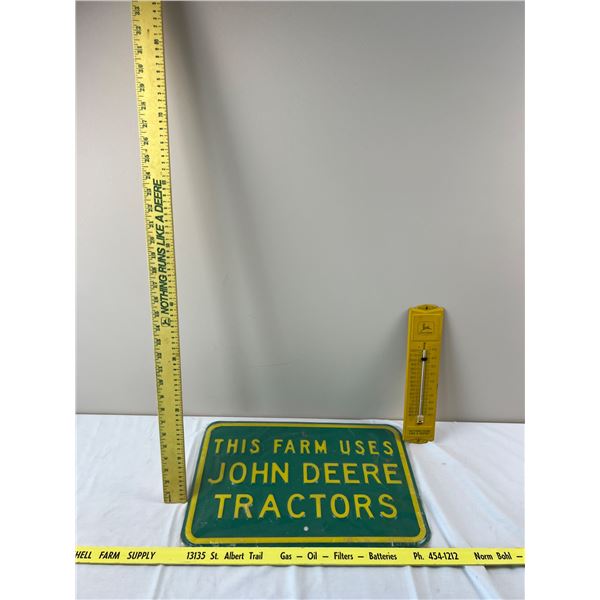 NOTHING RUNS LIKE A DEERE
THIS FARM USES
JOHN DEERE
TRACTORS
HELL FARM SUPPLY 13135 St. Albert Trail Gas – Oil – Filters – Batteries Ph. 454-1212 Norm Bohl –